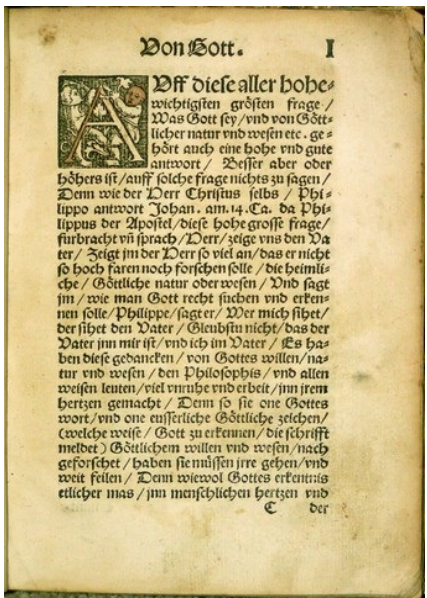 Von Gott. I
AUff diese aller hohe⸗
wichtigsten grösten frage /
Was Gott sey / vnd von Gött⸗
licher natur vnd wesen etc. ge⸗
hört auch eine hohe vnd gute
antwort / Besser aber oder
höhers ist / auff solche frage nichts zu sagen /
Denn wie der Herr Christus selbs / Phi⸗
lippo antwort Johan. am. 14. Ca. da Phi⸗
lippus der Apostel / diese hohe grosse frage /
furbracht vñ sprach / Herr / zeige vns den Va
ter / Zeigt jm der Herr so viel an / das er nicht
so hoch faren noch forschen solle / die heimli⸗
che / Göttliche natur oder wesen / Vnd sagt
jm / wie man Gott recht suchen vnd erken⸗
nen solle / Philippe / sagt er / Wer mich sihet /
der sihet den Vater / Gleubstu nicht / das der
Vater jnn mir ist / vnd ich im Vater / Es ha⸗
ben diese gedancken / von Gottes willen / na⸗
tur vnd wesen / den Philosophis / vnd allen
weisen leuten / viel vnruhe vnd erbeit / jnn jrem
hertzen gemacht / Denn so sie one Gottes
wort / vnd one eusserliche Göttliche zeichen /
(welche weise / Gott zu erkennen / die schrifft
meldet) Göttlichem willen vnd wesen / nach
geforschet / haben sie müssen jrre gehen / vnd
weit feilen / Denn wiewol Gottes erkentnis
etlicher mas / jnn menschlichen hertzen vnd
C der